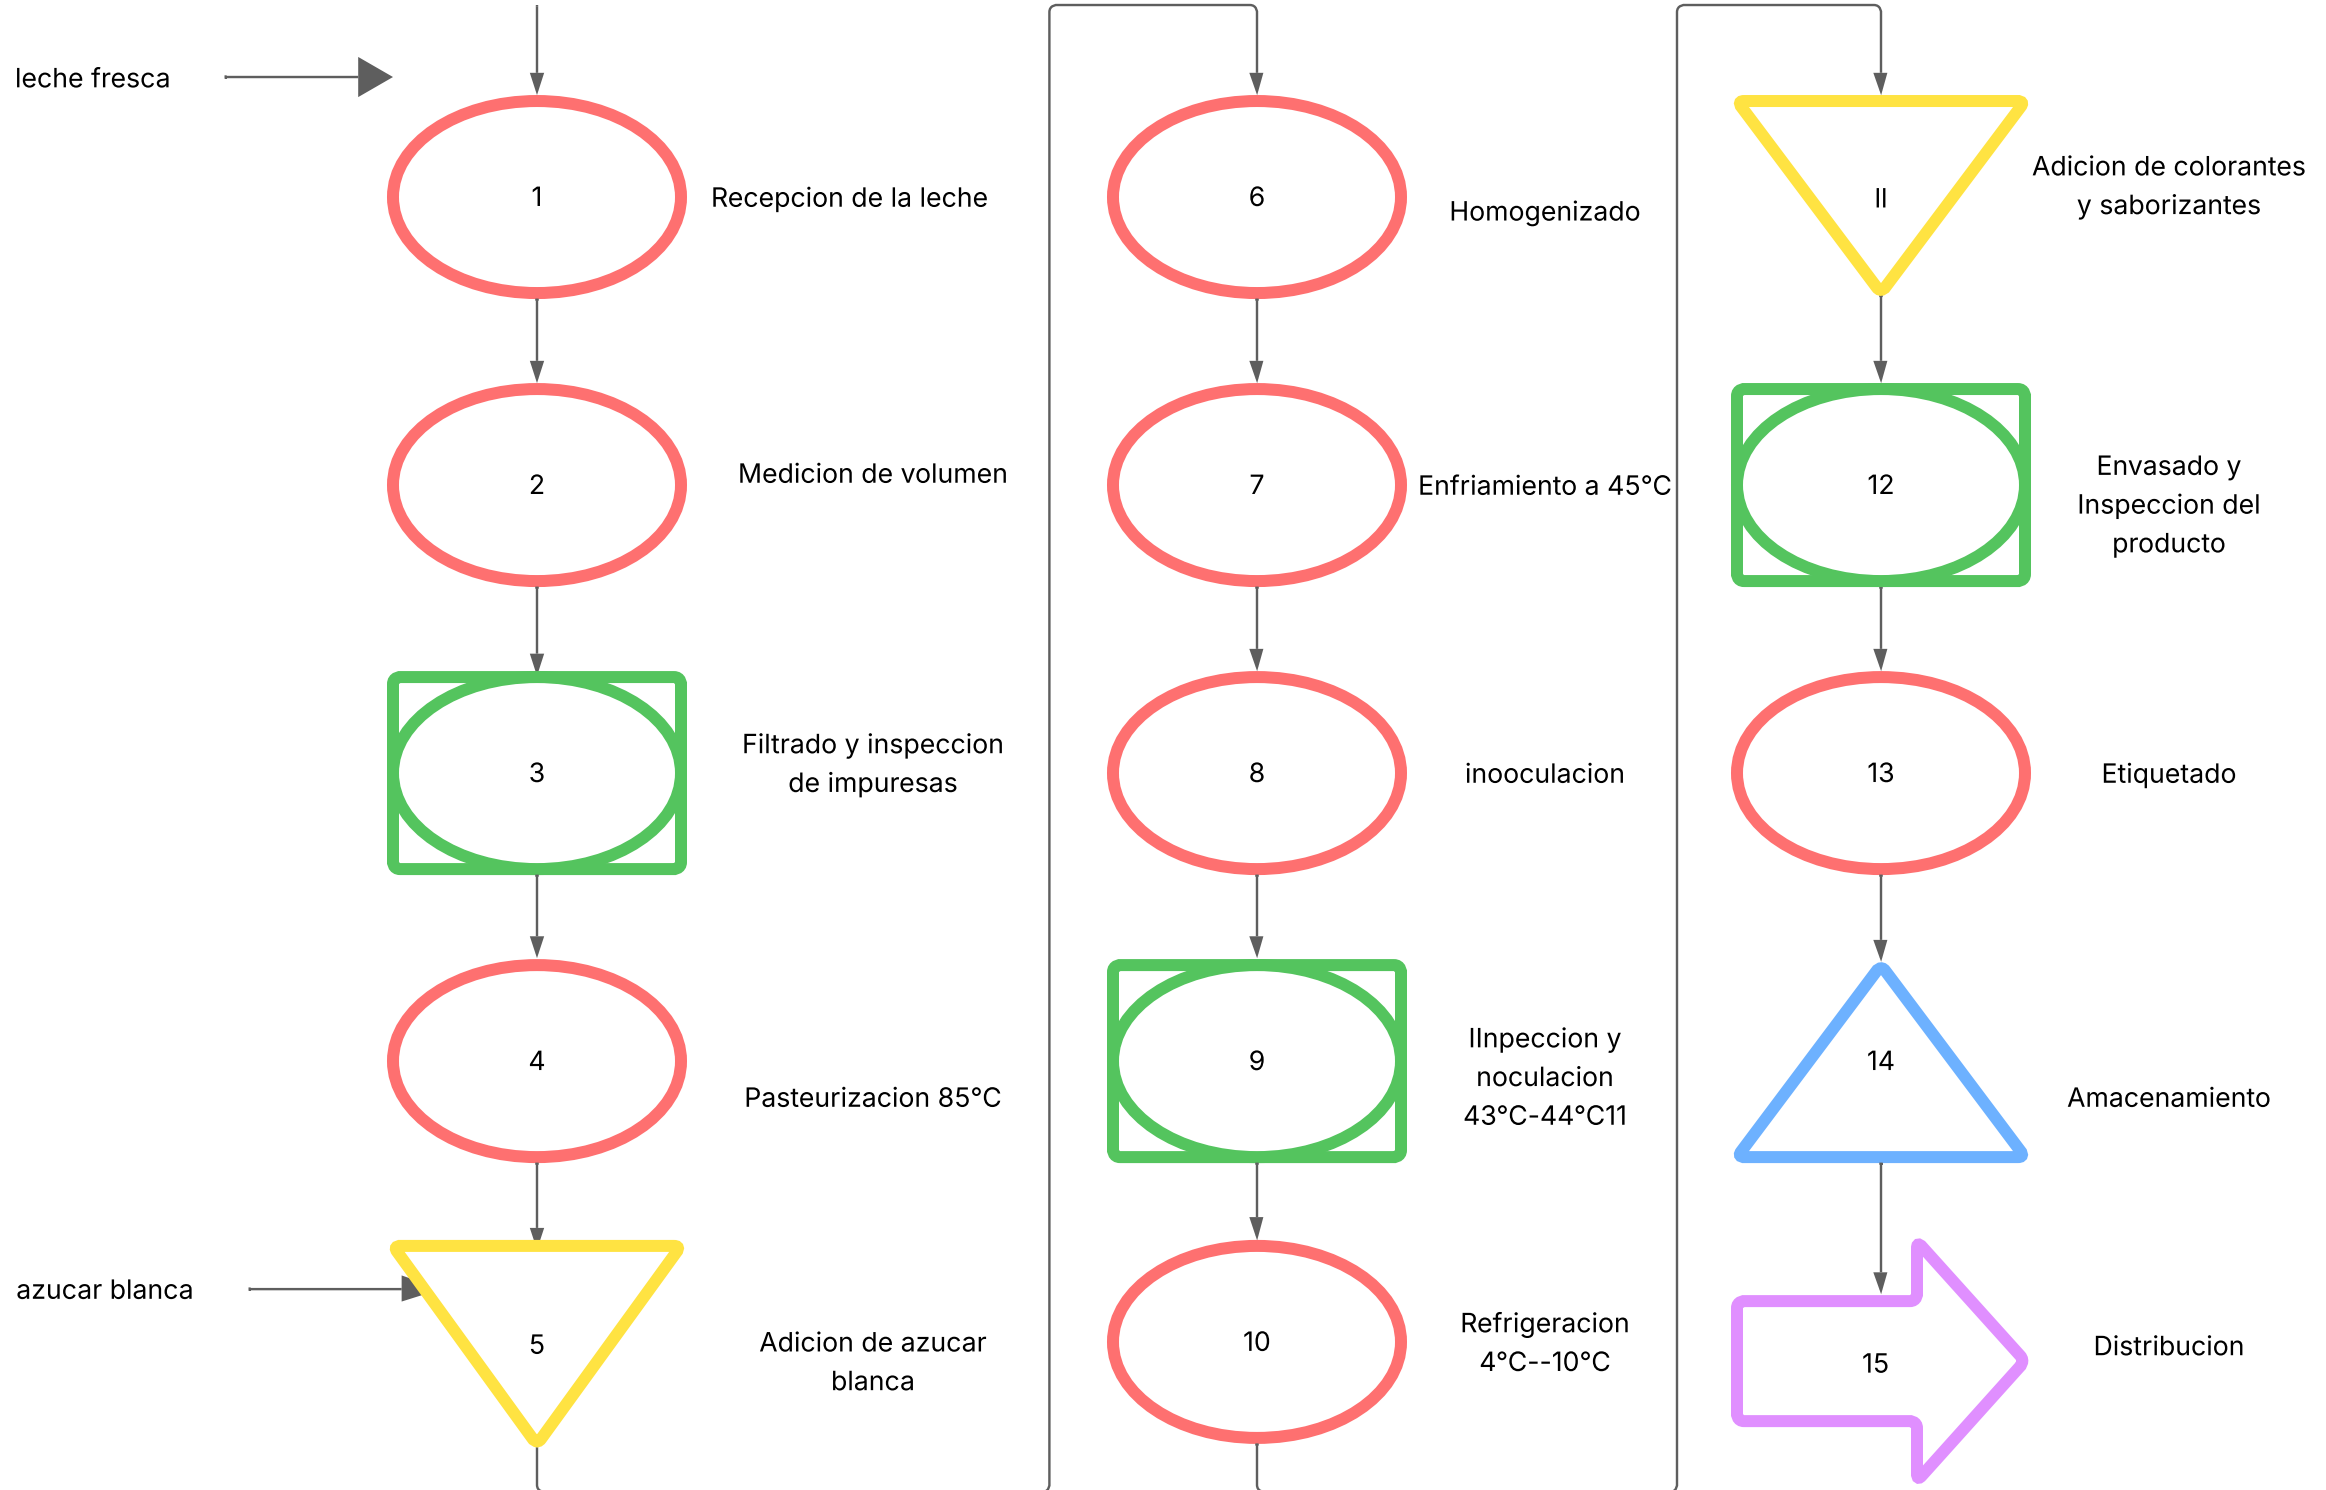 leche fresca
1
Recepcion de la leche
2
Medicion de volumen
3
Filtrado y inspeccion
de impuresas
4
Pasteurizacion 85°C
azucar blanca
5
Adicion de azucar
blanca
6
Homogenizado
7
Enfriamiento a 45°C
8
inooculacion
9
IInpeccion y
noculacion
43°C-44°C11
10
Refrigeracion
4°C--10°C
II
Adicion de colorantes
y saborizantes
12
Envasado y
Inspeccion del
producto
13
Etiquetado
14
Amacenamiento
15
Distribucion